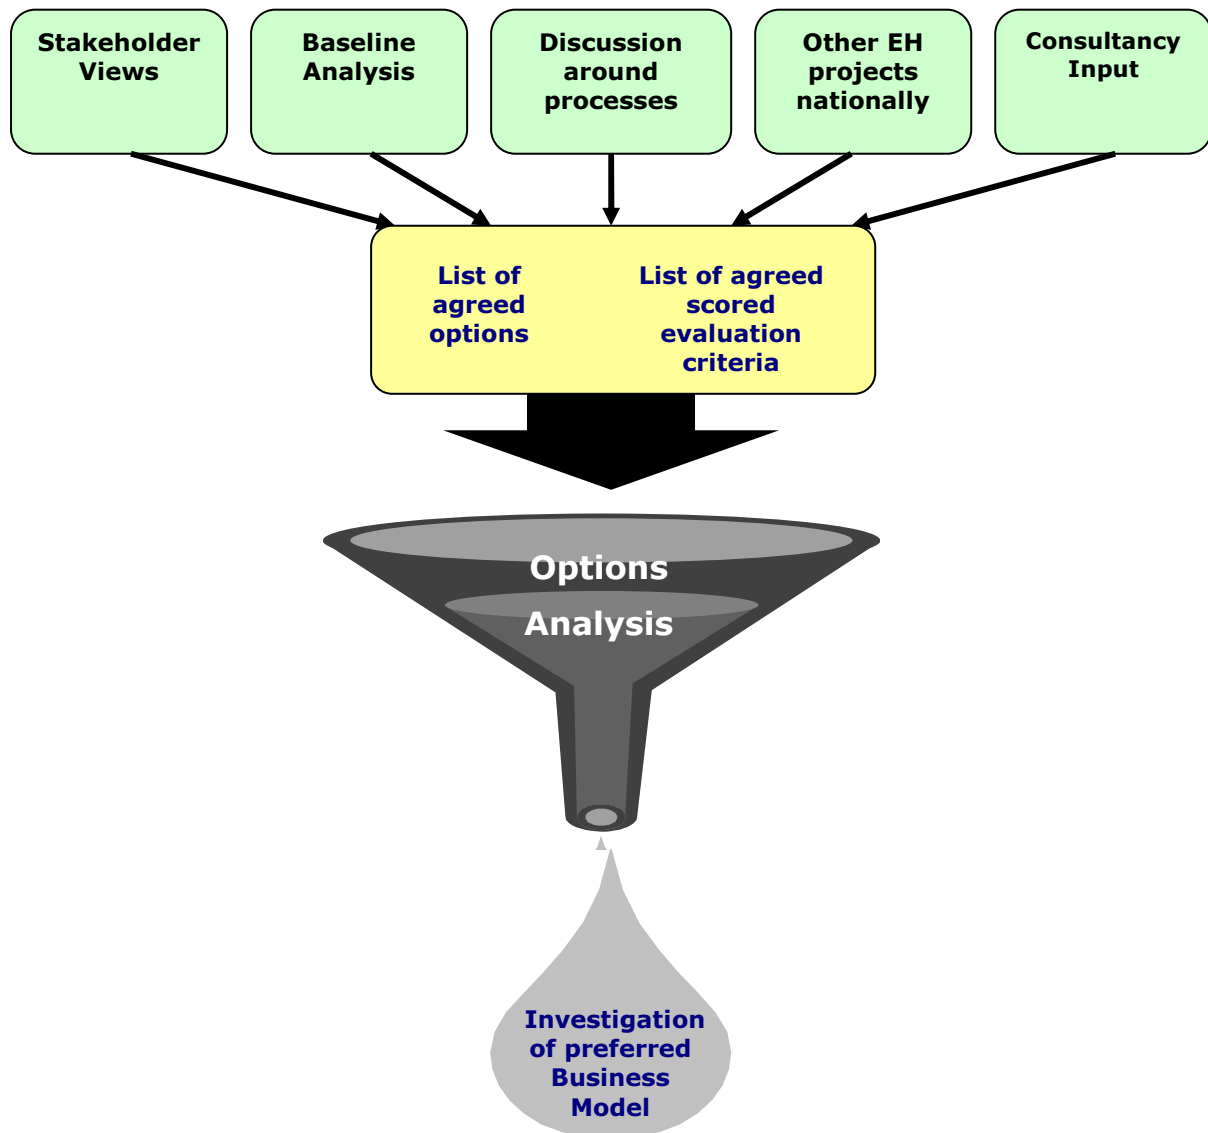 Stakeholder
Views
Baseline
Analysis
Discussion
around
processes
Other EH
projects
nationally
Consultancy
Input
List of
agreed
options
List of agreed
scored
evaluation
criteria
Options
Analysis
Investigation
of preferred
Business
Model